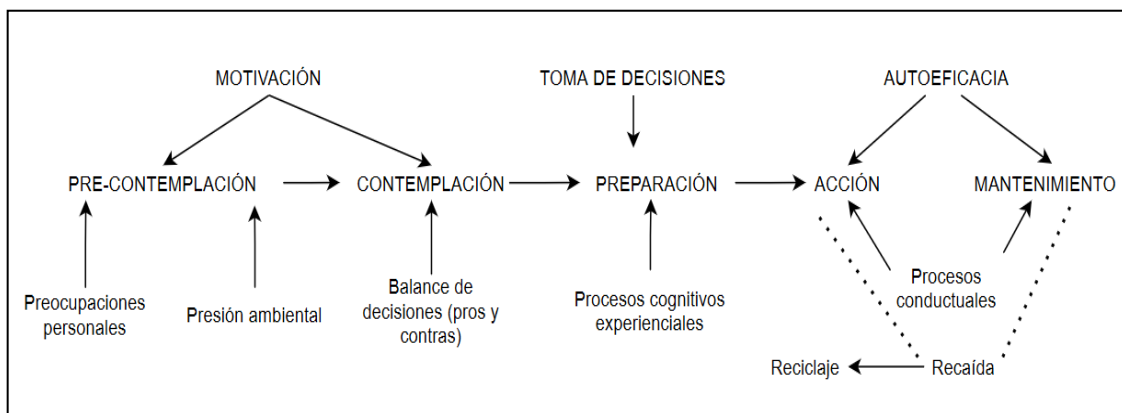 MOTIVACIÓN
TOMA DE DECISIONES
AUTOEFICACIA
PRE-CONTEMPLACIÓN
CONTEMPLACIÓN
PREPARACIÓN
ACCIÓN
MANTENIMIENTO
Preocupaciones
personales
Presión ambiental
Balance de
decisiones (pros y
contras)
Procesos cognitivos
experienciales
Procesos
conductuales
Reciclaje
Recaída